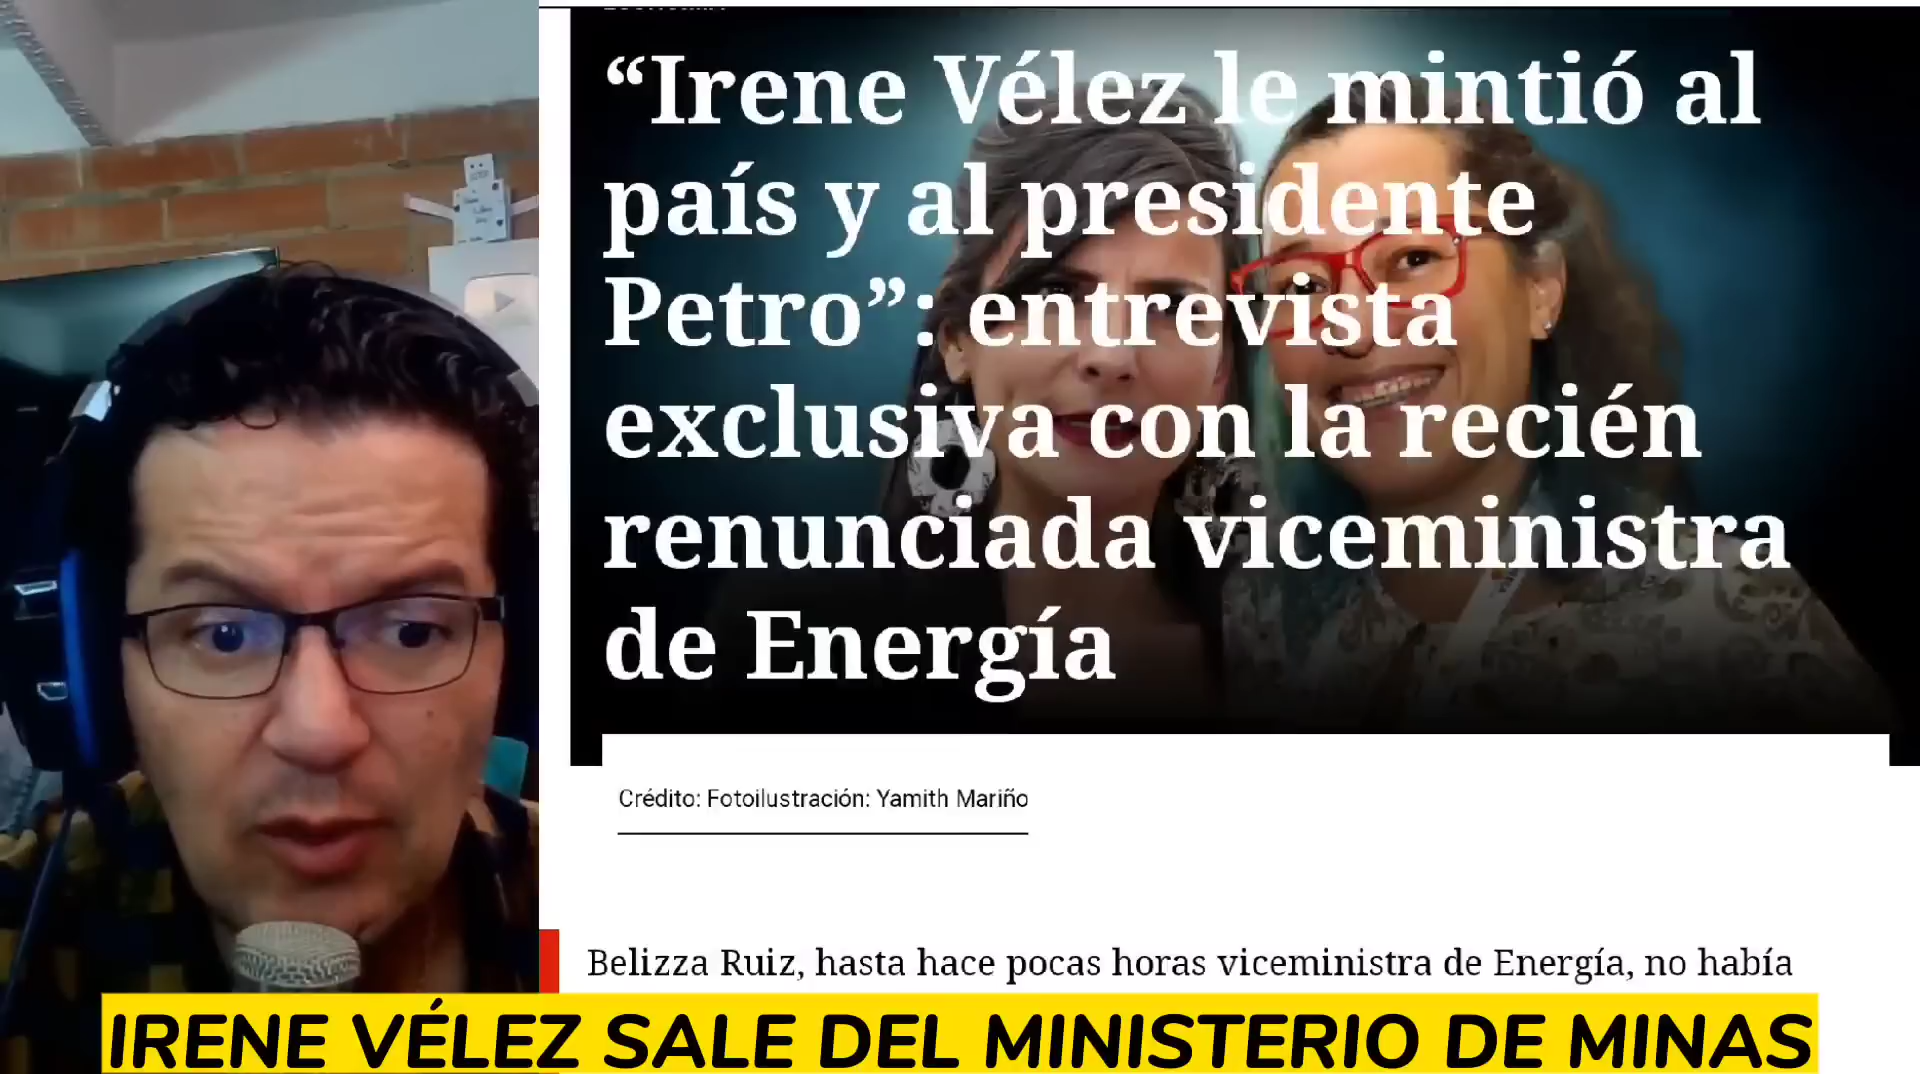 “Irene Vélez le mintió al
país y al presidente
Petro”: entrevista
exclusiva con la recién
renunciada viceministra
de Energía
Crédito: Fotoilustración: Yamith Mariño
Belizza Ruiz, hasta hace pocas horas viceministra de Energía, no había
IRENE VÉLEZ SALE DEL MINISTERIO DE MINAS